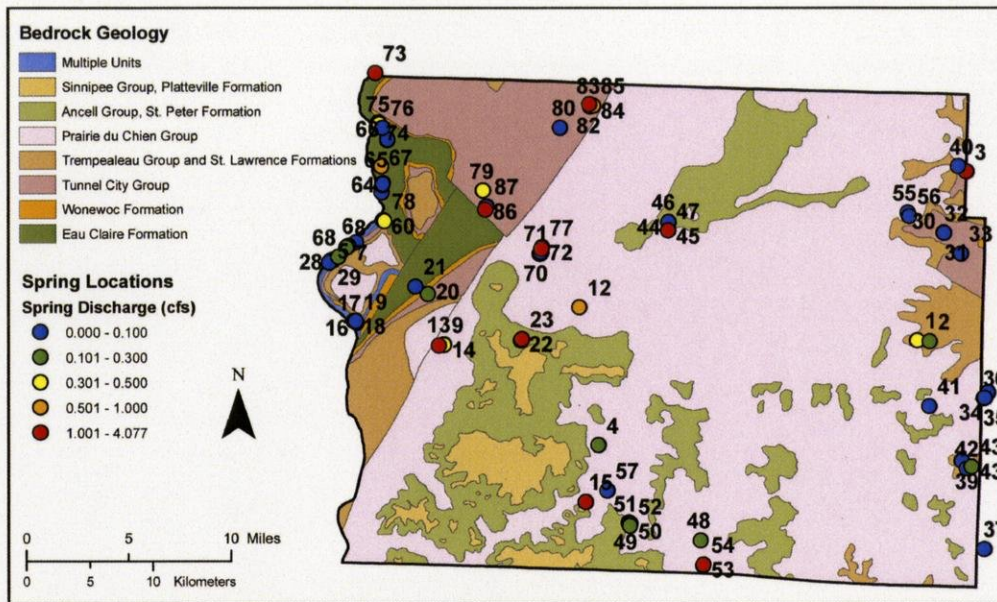 Bedrock Geology
Multiple Units
Sinnipee Group, Platteville Formation
Ancell Group, St. Peter Formation
Prairie du Chien Group
Trempealeau Group and St. Lawrence Formations
Tunnel City Group
Wonewoc Formation
Eau Claire Formation
Spring Locations
Spring Discharge (cfs)
0.000 - 0.100
0.101 - 0.300
0.301 - 0.500
0.501 - 1.000
1.001 - 4.077
N
0 5 10 Miles
0 5 10 Kilometers
73
83 85
84
75 76
80
82
74
67
64
79
87
86
78
60
68 68
28
29
21
20
17 19
16 18
77
71 72
70
46 47
44 45
40 3
55 56
30 32
33
31
12
139
14
23
22
12
41
34
35
4
57
15
51 52
50
49
48
54
53
42 43
43
39